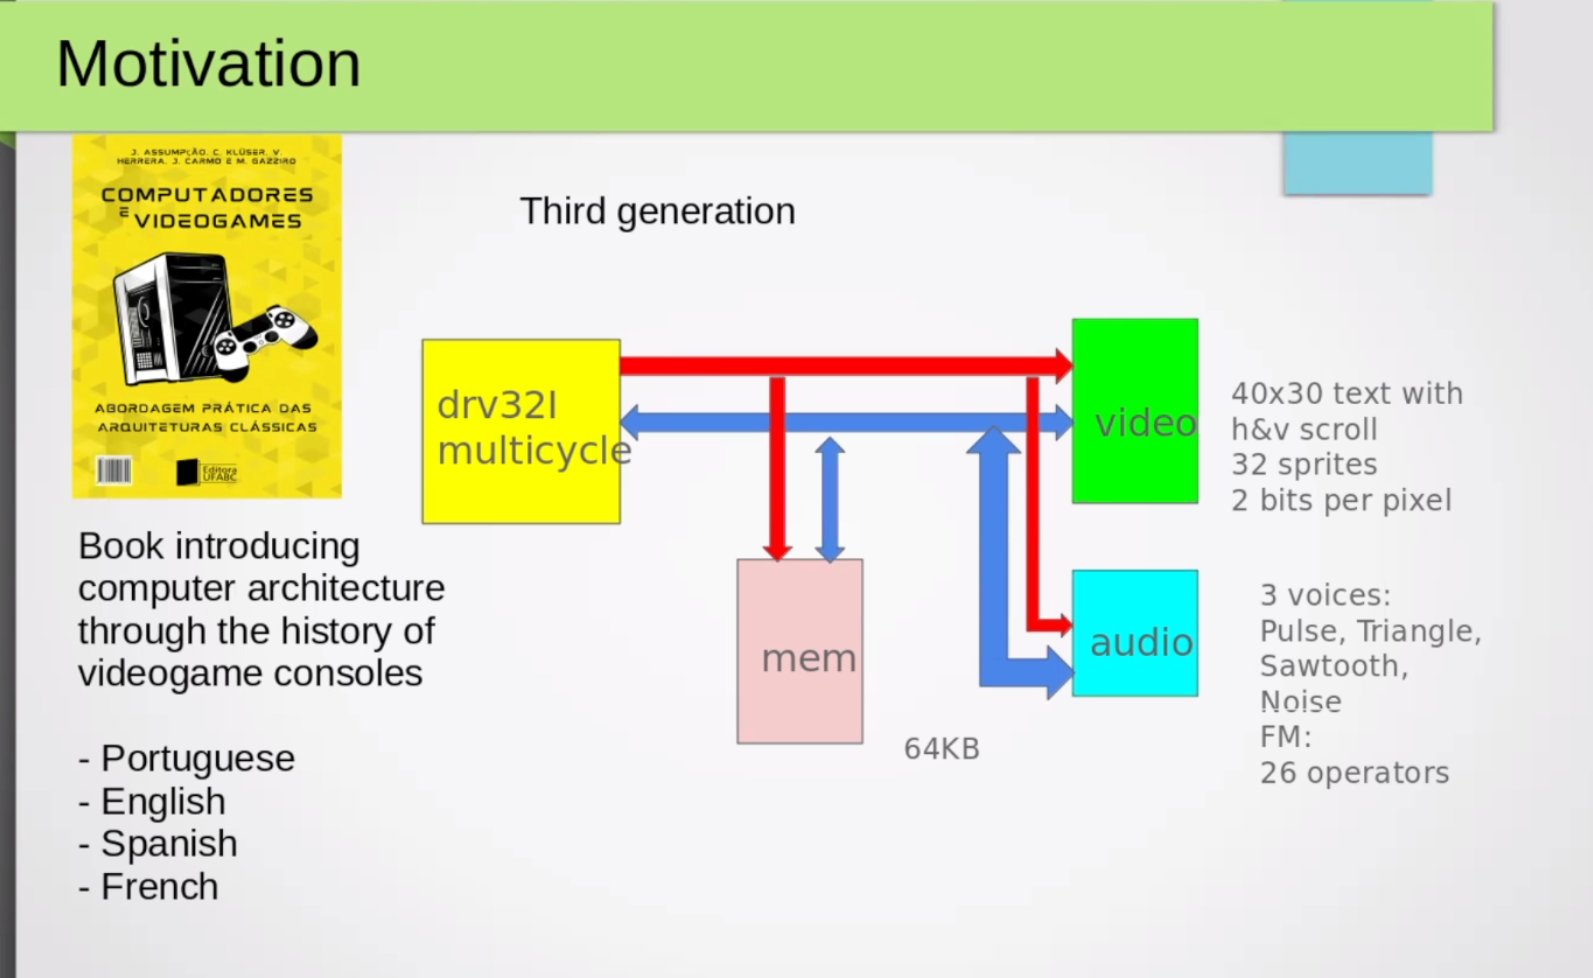 Motivation
J. ASSUMPÇÃO, C. KLÜSER, V.
HERRERA, J. CARMO E M. GAZZIRO
COMPUTADORES
E VIDEOGAMES
ABORDAGEM PRÁTICA DAS
ARQUITETURAS CLÁSSICAS
Editora
UFABC
Book introducing
computer architecture
through the history of
videogame consoles
- Portuguese
- English
- Spanish
- French
Third generation
drv32I
multicycle
mem
64KB
video
40x30 text with
h&v scroll
32 sprites
2 bits per pixel
audio
3 voices:
Pulse, Triangle,
Sawtooth,
Noise
FM:
26 operators